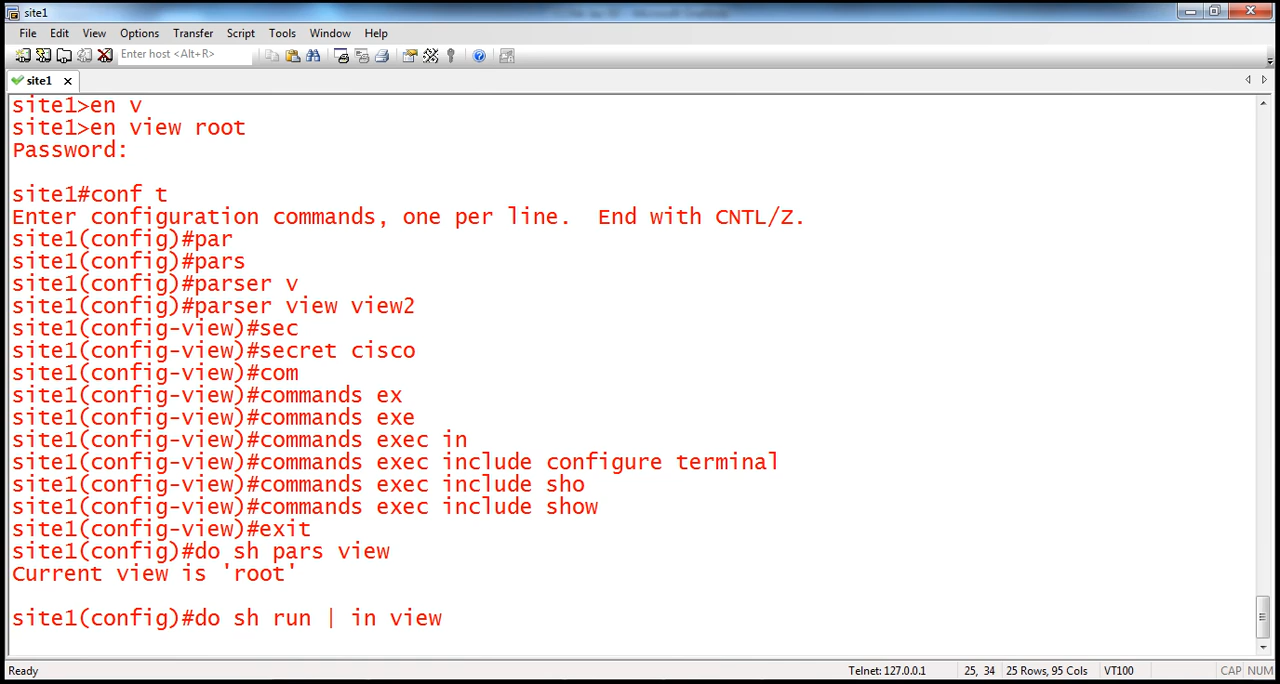 site1
File Edit View Options Transfer Script Tools Window Help
Enter host <Alt+R>
site1
site1>en v
site1>en view root
Password:
site1#conf t
Enter configuration commands, one per line.  End with CNTL/Z.
site1(config)#par
site1(config)#pars
site1(config)#parser v
site1(config)#parser view view2
site1(config-view)#sec
site1(config-view)#secret cisco
site1(config-view)#com
site1(config-view)#commands ex
site1(config-view)#commands exe
site1(config-view)#commands exec in
site1(config-view)#commands exec include configure terminal
site1(config-view)#commands exec include sho
site1(config-view)#commands exec include show
site1(config-view)#exit
site1(config)#do sh pars view
Current view is 'root'
site1(config)#do sh run | in view
Ready Telnet: 127.0.0.1 25, 34 25 Rows, 95 Cols VT100 CAP NUM